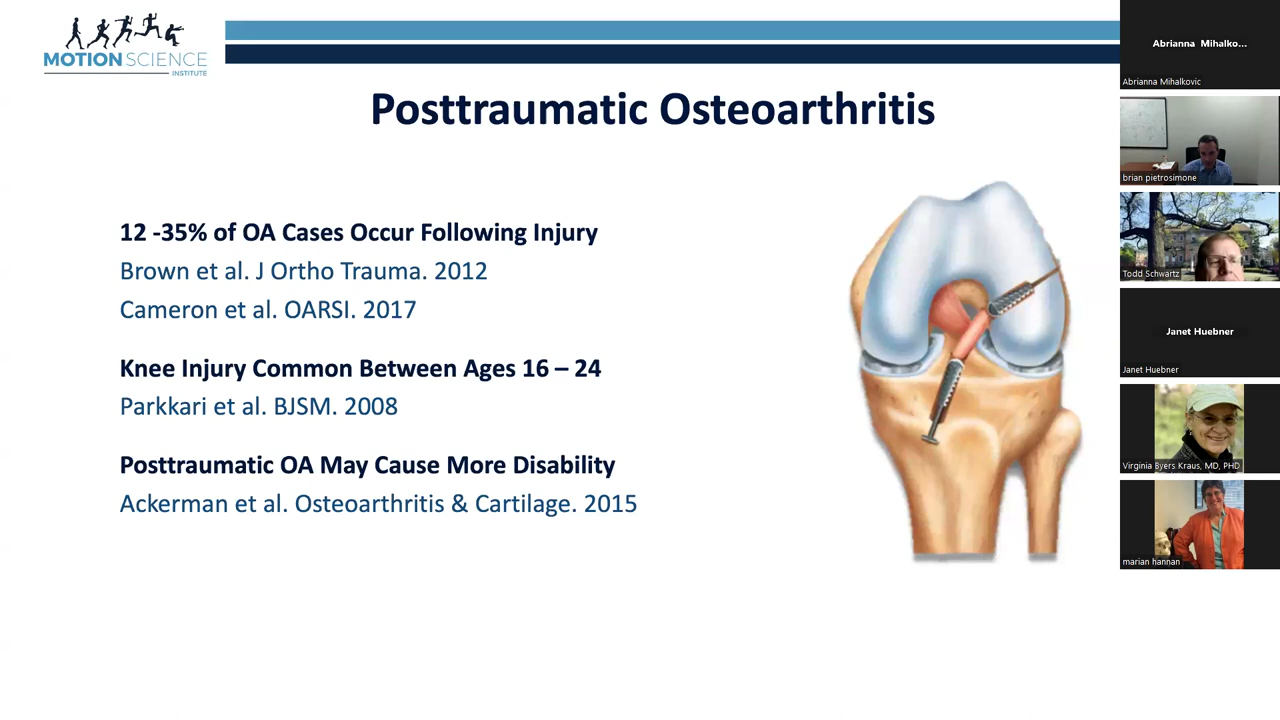 MOTION SCIENCE
INSTITUTE
Posttraumatic Osteoarthritis
12 -35% of OA Cases Occur Following Injury
Brown et al. J Ortho Trauma. 2012
Cameron et al. OARSI. 2017
Knee Injury Common Between Ages 16 – 24
Parkkari et al. BJSM. 2008
Posttraumatic OA May Cause More Disability
Ackerman et al. Osteoarthritis & Cartilage. 2015
Abrianna Mihalko...
Abrianna Mihalkovic
brian pietrosimone
Todd Schwartz
Janet Huebner
Janet Huebner
Virginia Byers Kraus, MD, PHD
marian hannan